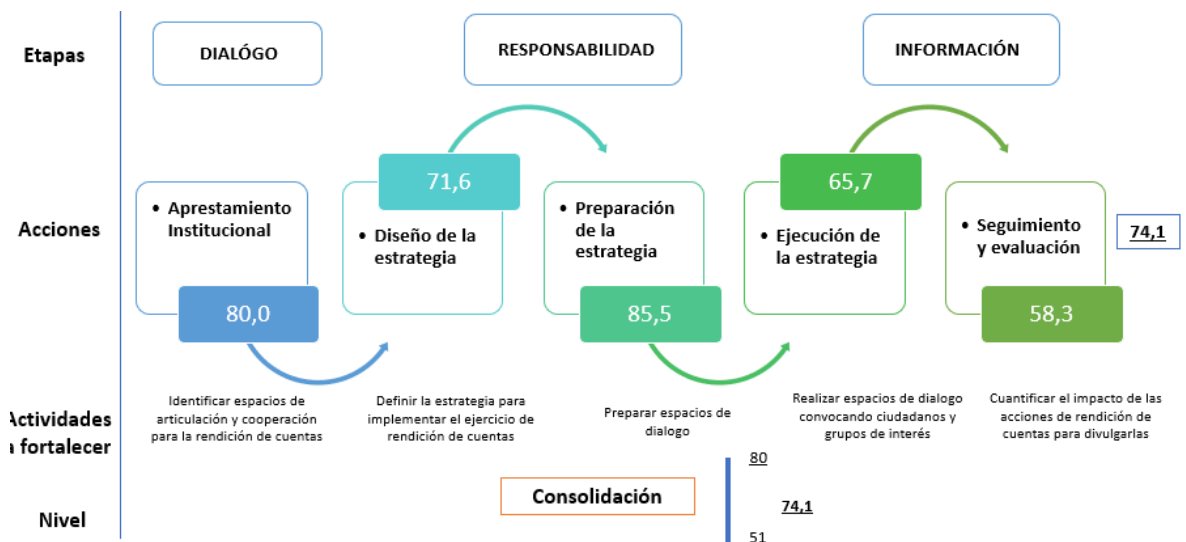 Etapas
DIALÓGO
RESPONSABILIDAD
INFORMACIÓN
Acciones
• Aprestamiento
Institucional
80,0
71,6
• Diseño de la
estrategia
• Preparación
de la
estrategia
85,5
65,7
• Ejecución de
la estrategia
• Seguimiento
y evaluación
58,3
74,1
Actividades
a fortalecer
Identificar espacios de
articulación y cooperación
para la rendición de cuentas
Definir la estrategia para
implementar el ejercicio de
rendición de cuentas
Preparar espacios de
dialogo
Realizar espacios de dialogo
convocando ciudadanos y
grupos de interés
Cuantificar el impacto de las
acciones de rendición de
cuentas para divulgarlas
Nivel
Consolidación
80
74,1
51